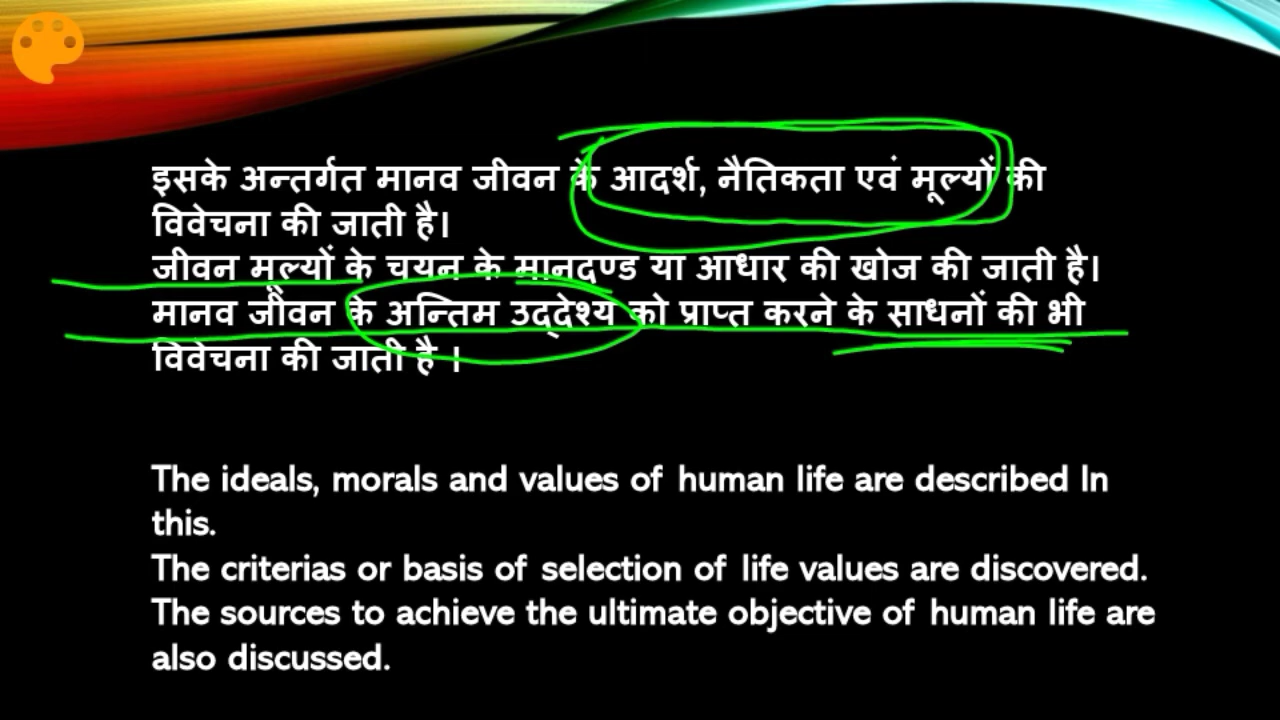 इसके अन्तर्गत मानव जीवन के आदर्श, नैतिकता एवं मूल्यों की
विवेचना की जाती है।
जीवन मूल्यों के चयन के मानदण्ड या आधार की खोज की जाती है।
मानव जीवन के अन्तिम उद्देश्य को प्राप्त करने के साधनों की भी
विवेचना की जाती है ।
The ideals, morals and values of human life are described In
this.
The criterias or basis of selection of life values are discovered.
The sources to achieve the ultimate objective of human life are
also discussed.